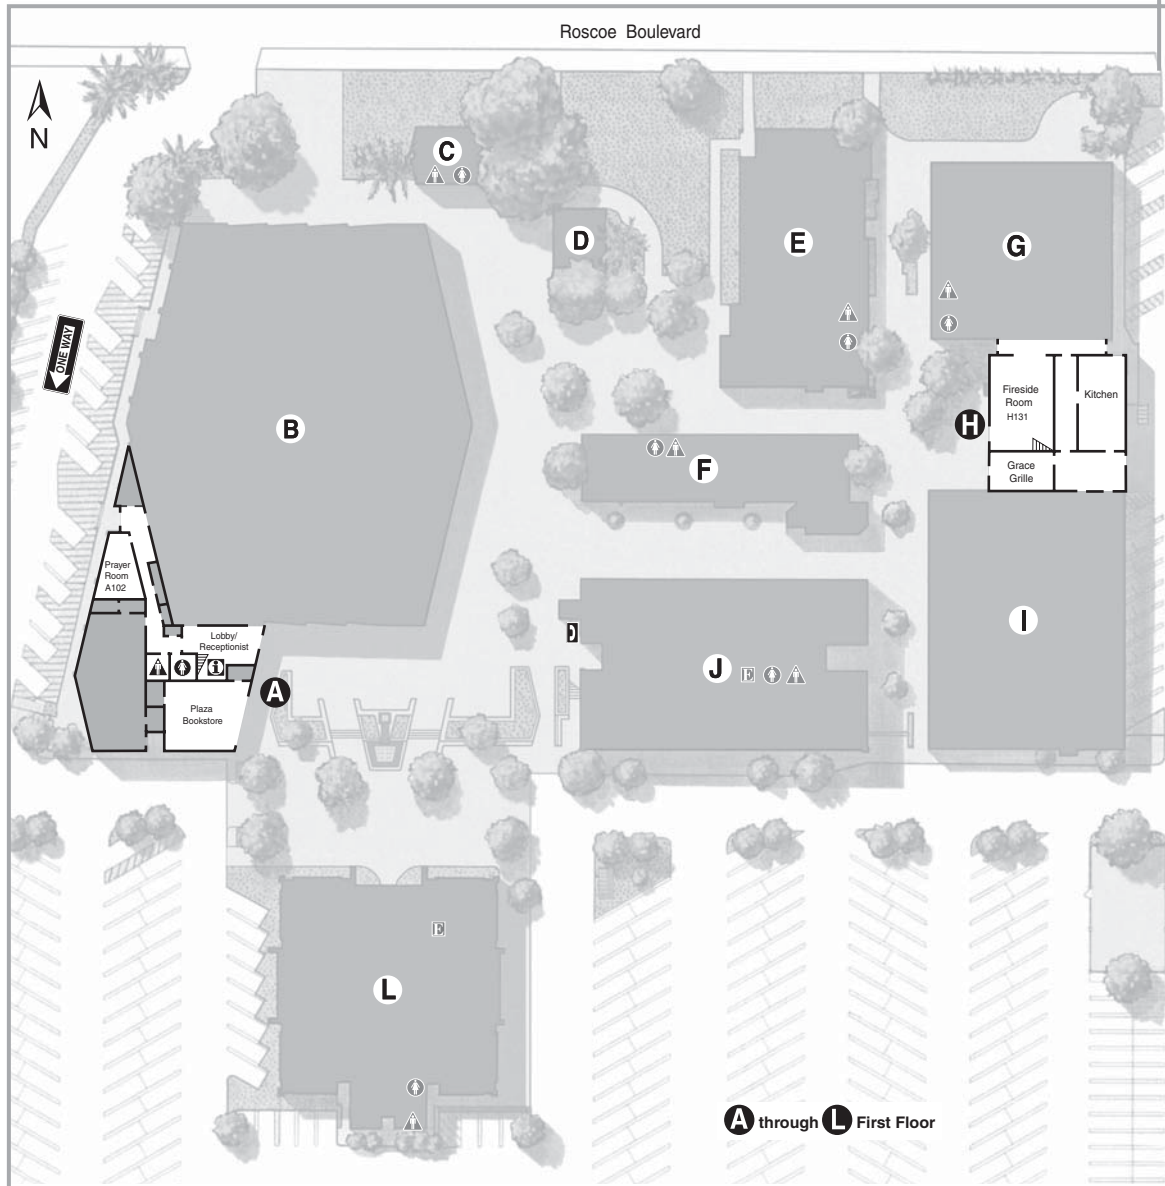 Roscoe Boulevard
N
C
D
E
G
ONE WAY
B
Fireside
Room
H131
Kitchen
H
Grace
Grille
F
Prayer
Room
A102
I
Lobby/
Receptionist
i
J
E
A
Plaza
Bookstore
E
L
A through L First Floor